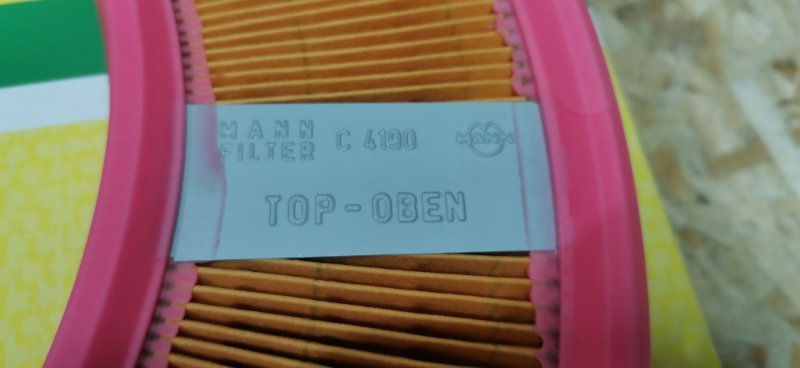 MANN
FILTER
C 4190
MANN
TOP-OBEN